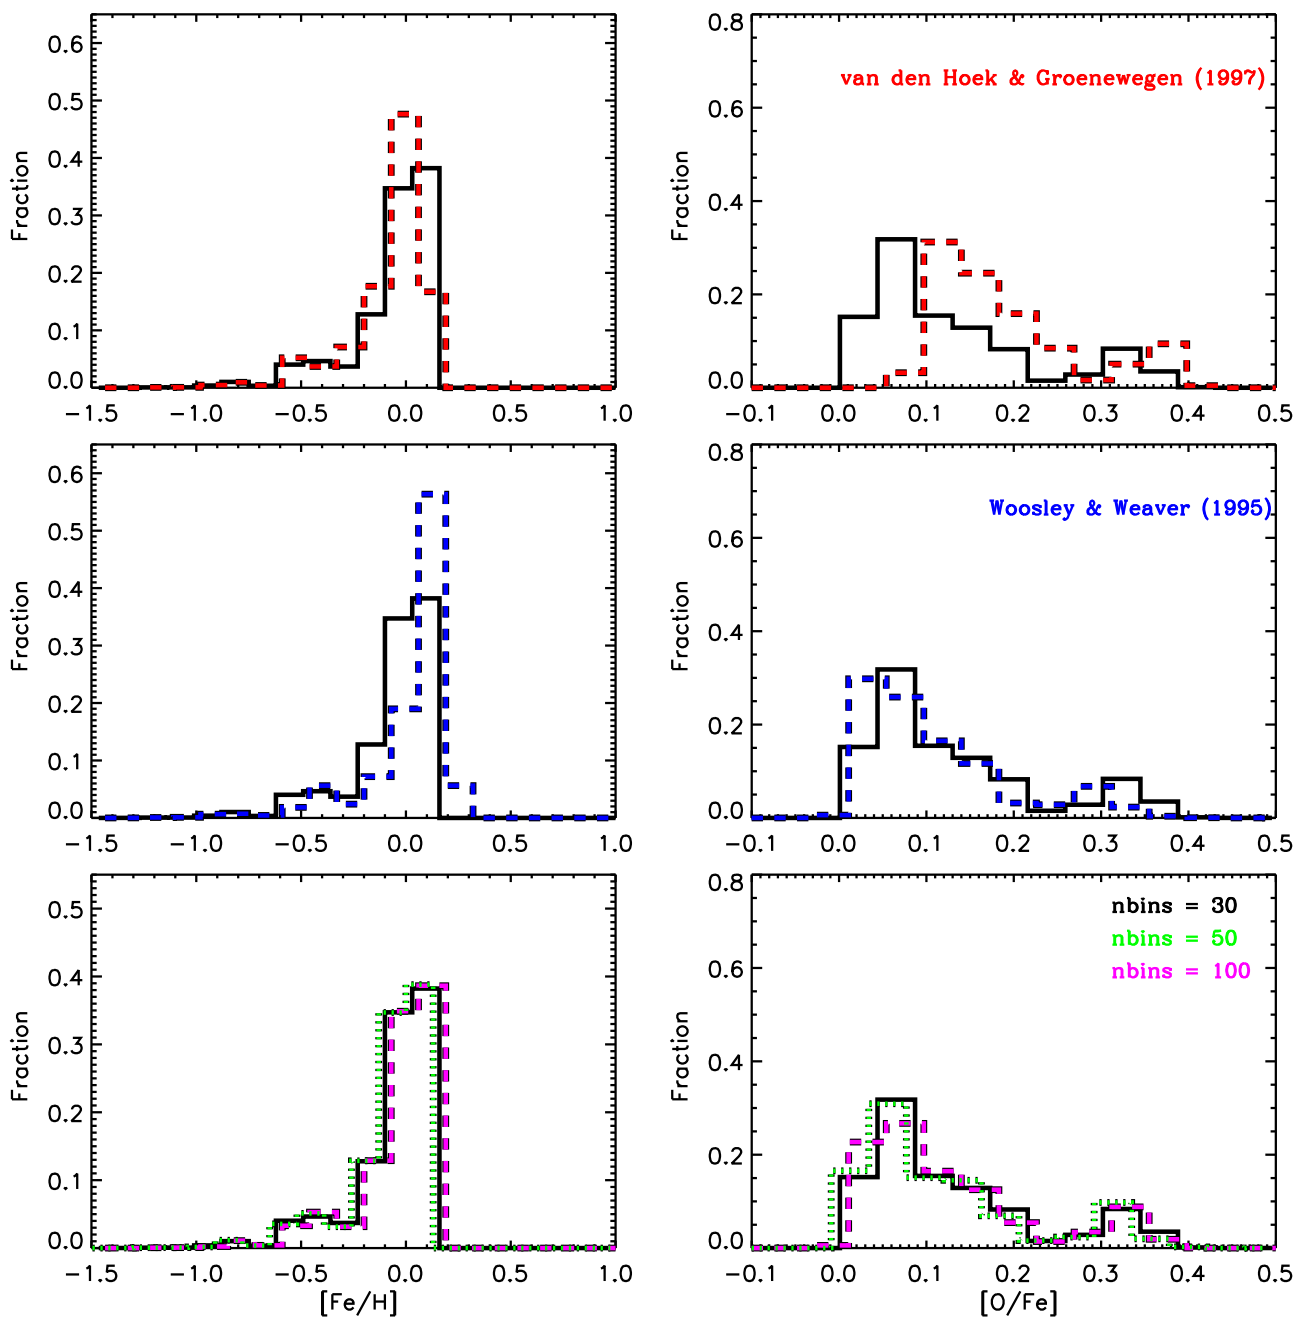 0.6
0.5
0.4
0.3
0.2
0.1
0.0
Fraction
−1.5 −1.0 −0.5 0.0 0.5 1.0
0.8
0.6
0.4
0.2
0.0
Fraction
van den Hoek & Groenewegen (1997)
−0.1 0.0 0.1 0.2 0.3 0.4 0.5
0.6
0.5
0.4
0.3
0.2
0.1
0.0
Fraction
−1.5 −1.0 −0.5 0.0 0.5 1.0
0.8
0.6
0.4
0.2
0.0
Fraction
Woosley & Weaver (1995)
−0.1 0.0 0.1 0.2 0.3 0.4 0.5
0.5
0.4
0.3
0.2
0.1
0.0
Fraction
−1.5 −1.0 −0.5 0.0 0.5 1.0
[Fe/H]
0.8
0.6
0.4
0.2
0.0
Fraction
nbins = 30
nbins = 50
nbins = 100
−0.1 0.0 0.1 0.2 0.3 0.4 0.5
[O/Fe]